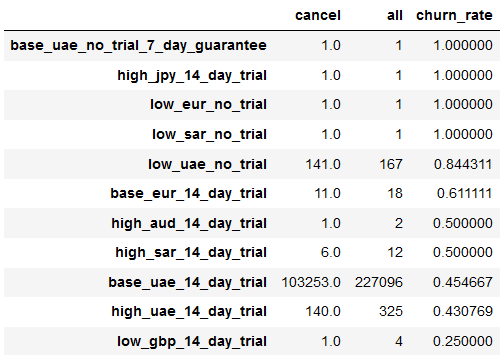 cancel all churn_rate
base_uae_no_trial_7_day_guarantee 1.0 1 1.000000
high_jpy_14_day_trial 1.0 1 1.000000
low_eur_no_trial 1.0 1 1.000000
low_sar_no_trial 1.0 1 1.000000
low_uae_no_trial 141.0 167 0.844311
base_eur_14_day_trial 11.0 18 0.611111
high_aud_14_day_trial 1.0 2 0.500000
high_sar_14_day_trial 6.0 12 0.500000
base_uae_14_day_trial 103253.0 227096 0.454667
high_uae_14_day_trial 140.0 325 0.430769
low_gbp_14_day_trial 1.0 4 0.250000